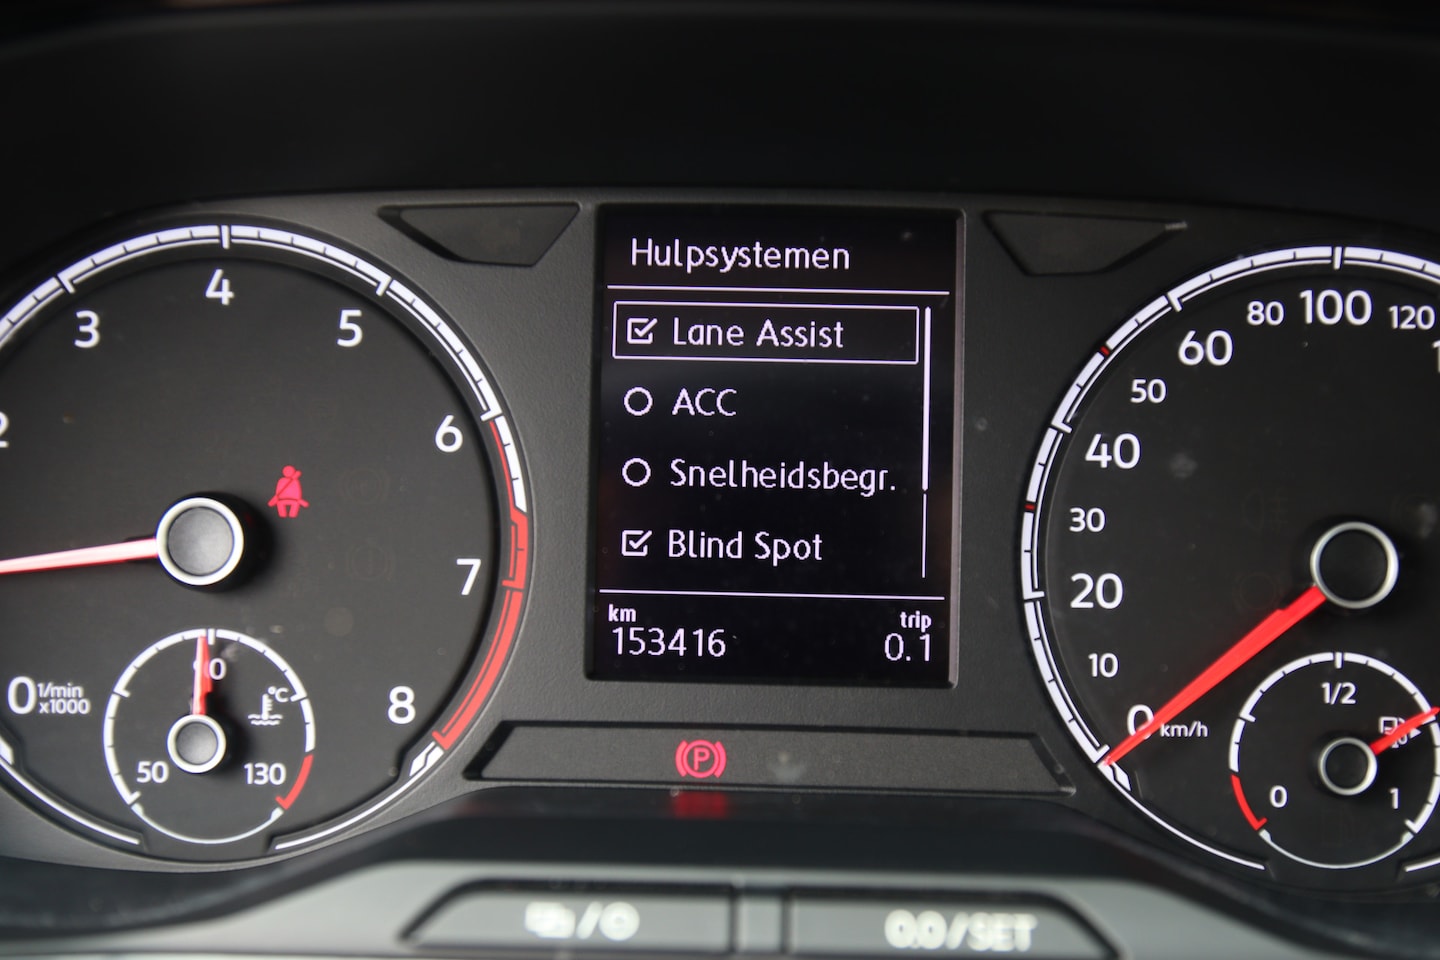 Hulpsystemen
Lane Assist
ACC
Snelheidsbegr.
Blind Spot
km
trip
153416
0.1
2
3
4
5
6
7
8
0 1/min
x1000
50
90
130
°C
P
0
10
20
30
40
50
60
80
100
120
km/h
0
1/2
1
0.0/SET